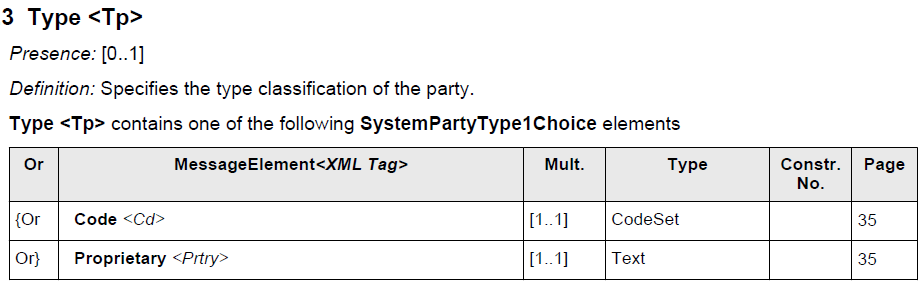 3 Type <Tp>
Presence: [0..1]
Definition: Specifies the type classification of the party.
Type <Tp> contains one of the following SystemPartyType1Choice elements
Or MessageElement<XML Tag> Mult. Type Constr. No. Page
{Or Code <Cd> [1..1] CodeSet 35
Or} Proprietary <Prtry> [1..1] Text 35